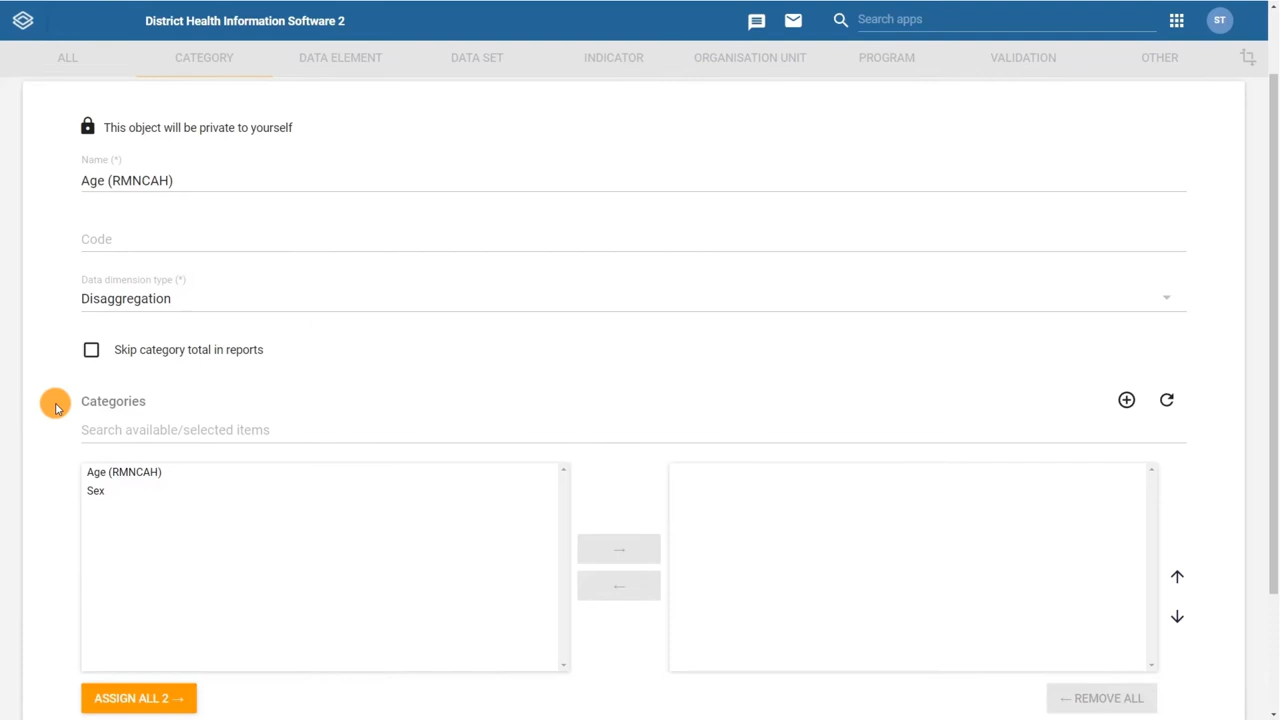 District Health Information Software 2
Search apps
ST
ALL
CATEGORY
DATA ELEMENT
DATA SET
INDICATOR
ORGANISATION UNIT
PROGRAM
VALIDATION
OTHER
This object will be private to yourself
Name (*)
Age (RMNCAH)
Code
Data dimension type (*)
Disaggregation
Skip category total in reports
Categories
Search available/selected items
Age (RMNCAH)
Sex
→
←
ASSIGN ALL 2 →
← REMOVE ALL